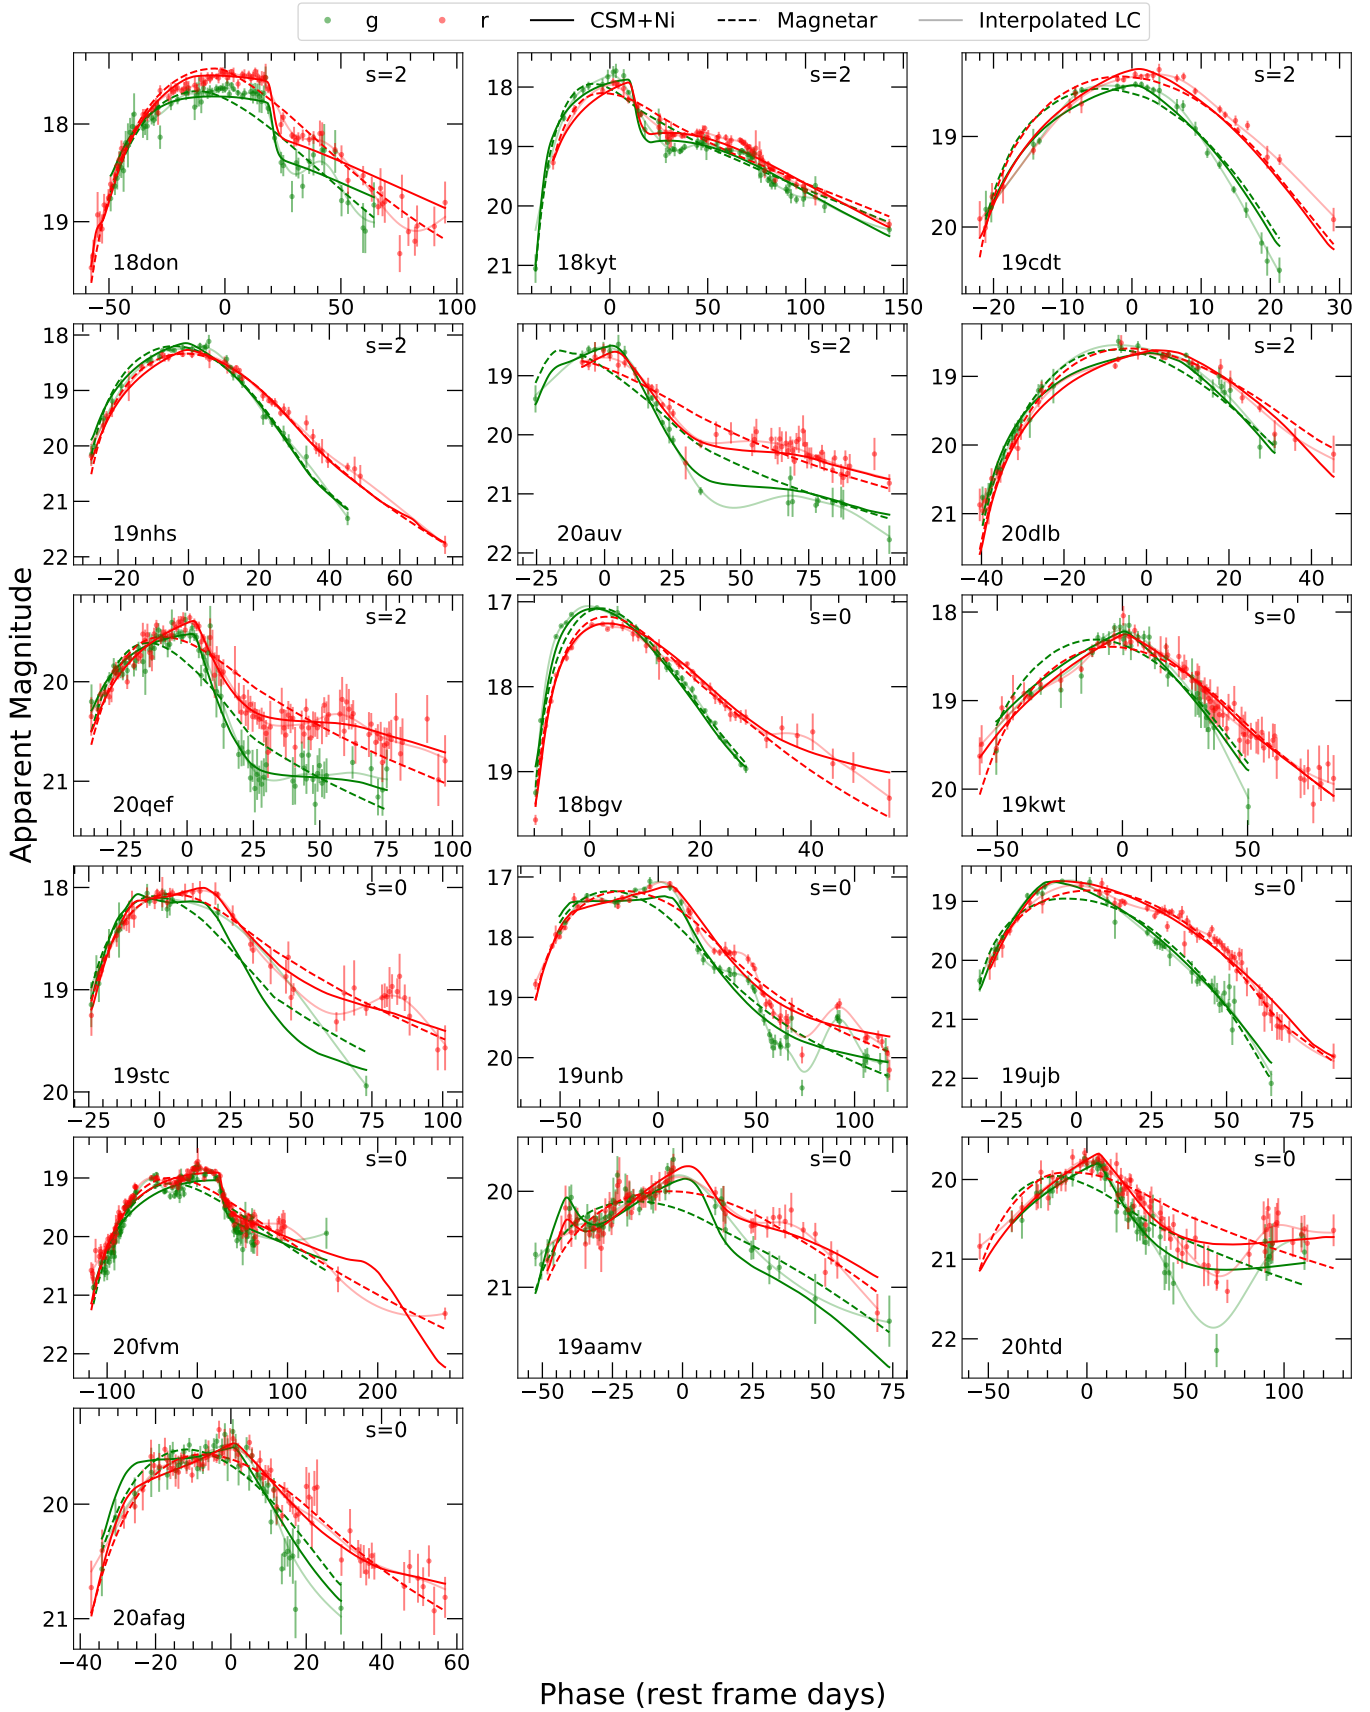 g r CSM+Ni Magnetar Interpolated LC
s=2 s=2 s=2
18
19
18
19
20
21
19
20
18don 18kyt 19cdt
−50 0 50 100 0 50 100 150 −20 −10 0 10 20 30
s=2 s=2 s=2
18
19
20
21
22
19
20
21
22
19
20
21
19nhs 20auv 20dlb
−20 0 20 40 60 −25 0 25 50 75 100 −40 −20 0 20 40
s=2 s=0 s=0
20
21
17
18
19
18
19
20
20qef 18bgv 19kwt
−25 0 25 50 75 100 0 20 40 0 50
s=0 s=0 s=0
18
19
20
17
18
19
20
19
20
21
22
19stc 19unb 19ujb
−25 0 25 50 75 100 −50 0 50 100 −25 0 25 50 75
s=0 s=0 s=0
19
20
21
22
20
21
20
21
22
20fvm 19aamv 20htd
−100 0 100 200 −50 −25 0 25 50 75 −50 0 50 100
s=0
20
21
20afag
−40 −20 0 20 40 60
Apparent Magnitude
Phase (rest frame days)